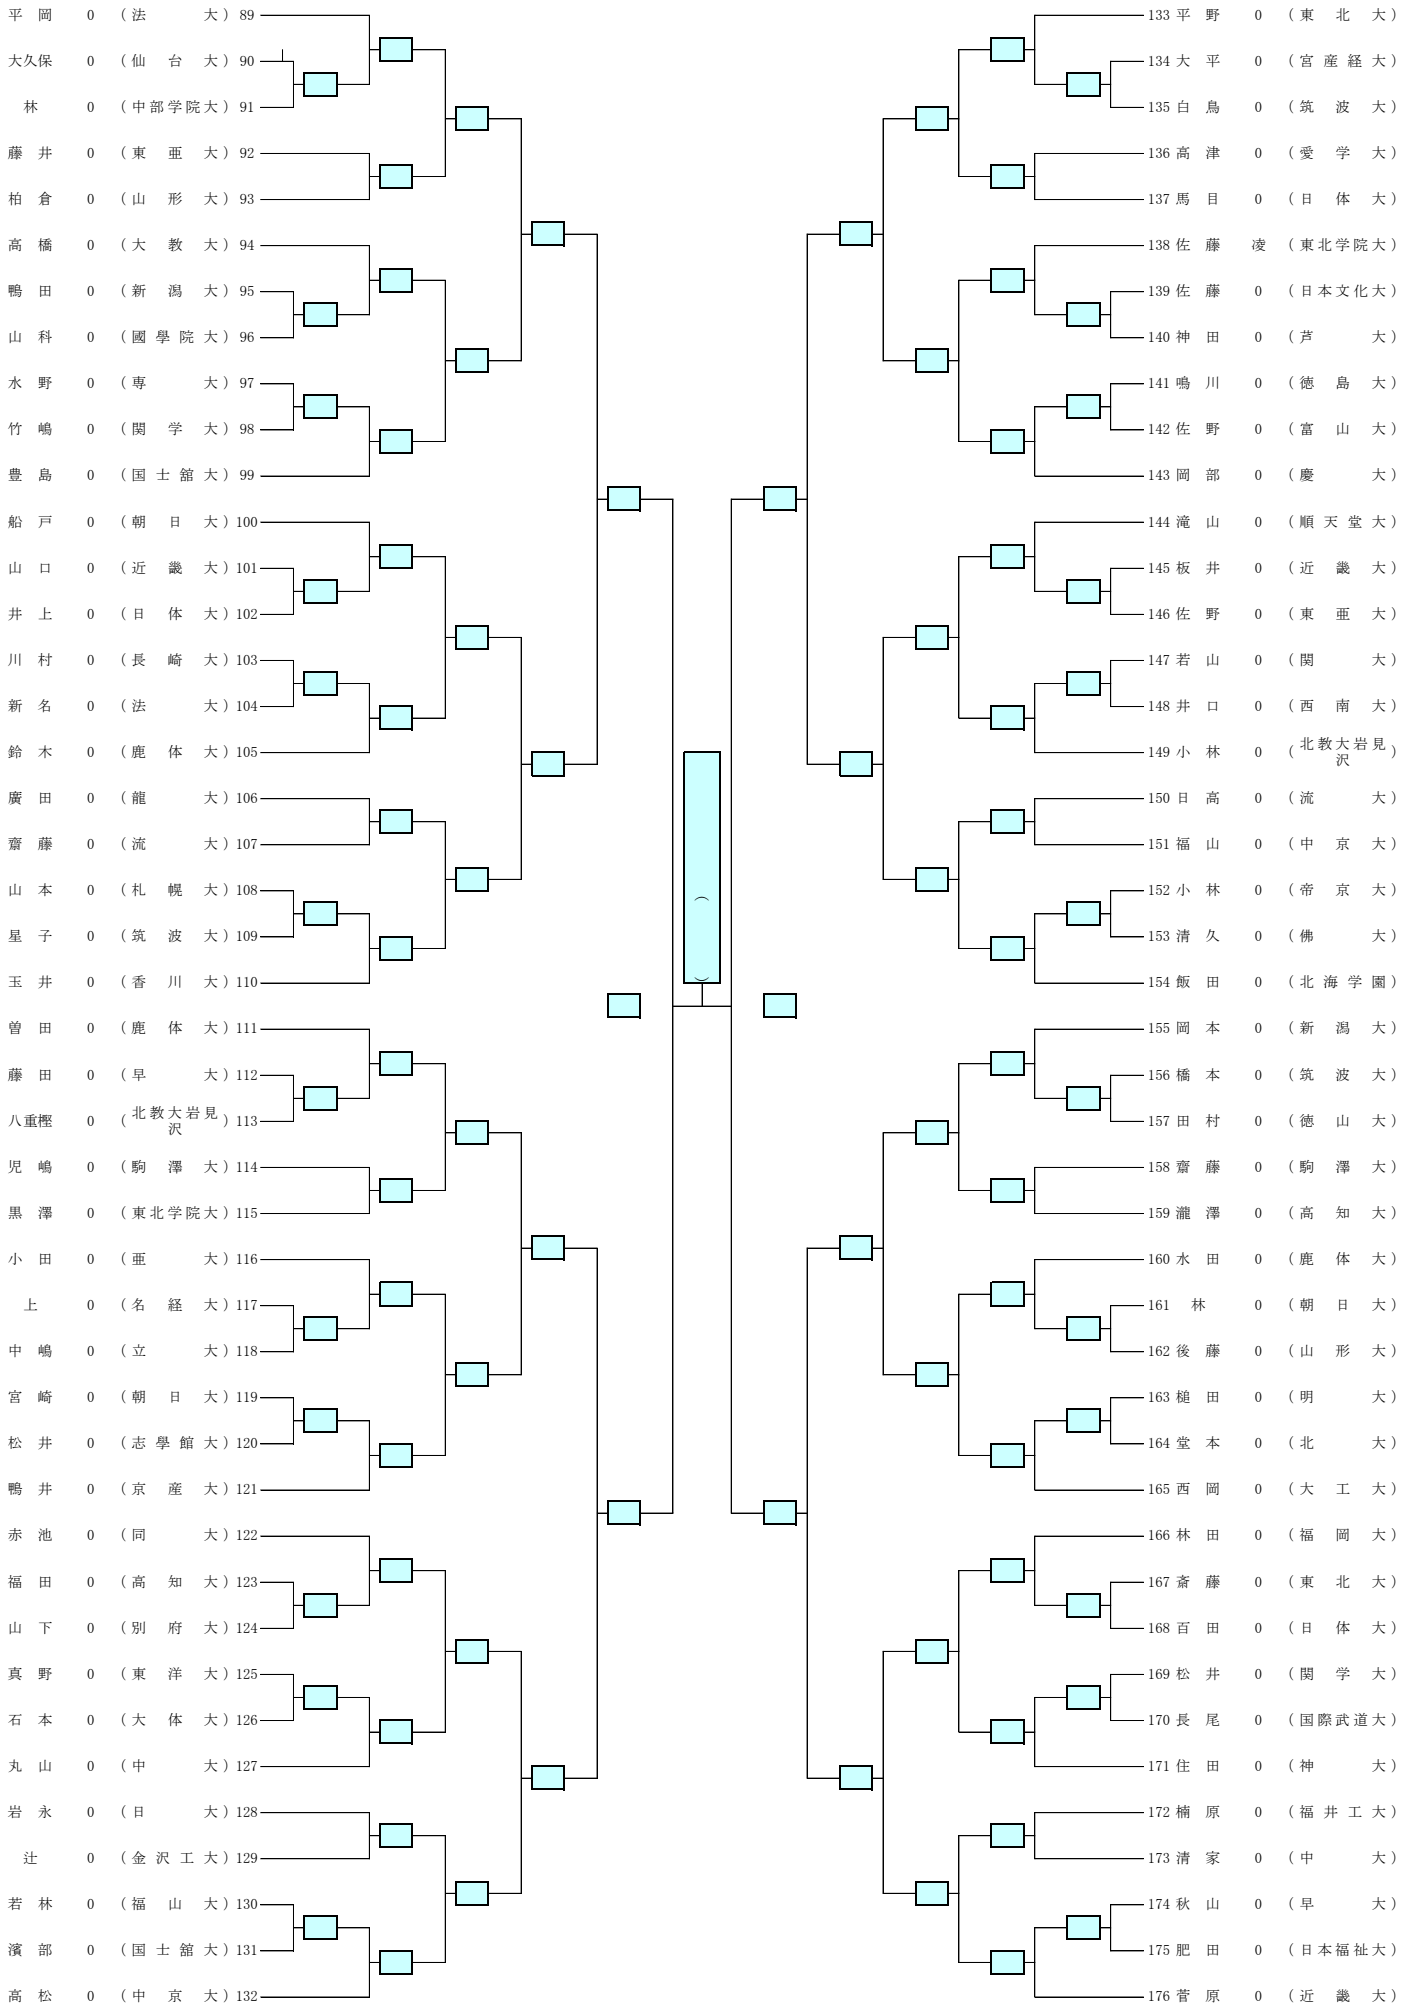 平岡 0 （法大）89
大久保 0 （仙台大）90
林 0 （中部学院大）91
藤井 0 （東亜大）92
柏倉 0 （山形大）93
高橋 0 （大教大）94
鴨田 0 （新潟大）95
山科 0 （國學院大）96
水野 0 （専大）97
竹嶋 0 （関学大）98
豊島 0 （国士舘大）99
船戸 0 （朝日大）100
山口 0 （近畿大）101
井上 0 （日体大）102
川村 0 （長崎大）103
新名 0 （法大）104
鈴木 0 （鹿体大）105
廣田 0 （龍大）106
齋藤 0 （流大）107
山本 0 （札幌大）108
星子 0 （筑波大）109
玉井 0 （香川大）110
曽田 0 （鹿体大）111
藤田 0 （早大）112
八重樫 0 （北教大岩見沢）113
児嶋 0 （駒澤大）114
黒澤 0 （東北学院大）115
小田 0 （亜大）116
上 0 （名経大）117
中嶋 0 （立大）118
宮崎 0 （朝日大）119
松井 0 （志學館大）120
鴨井 0 （京産大）121
赤池 0 （同大）122
福田 0 （高知大）123
山下 0 （別府大）124
真野 0 （東洋大）125
石本 0 （大体大）126
丸山 0 （中大）127
岩永 0 （日大）128
辻 0 （金沢工大）129
若林 0 （福山大）130
濱部 0 （国士舘大）131
高松 0 （中京大）132
（ ）
133 平野 0 （東北大）
134 大平 0 （宮産経大）
135 白鳥 0 （筑波大）
136 高津 0 （愛学大）
137 馬目 0 （日体大）
138 佐藤 凌 （東北学院大）
139 佐藤 0 （日本文化大）
140 神田 0 （芦大）
141 鳴川 0 （徳島大）
142 佐野 0 （富山大）
143 岡部 0 （慶大）
144 滝山 0 （順天堂大）
145 板井 0 （近畿大）
146 佐野 0 （東亜大）
147 若山 0 （関大）
148 井口 0 （西南大）
149 小林 0 （北教大岩見沢）
150 日高 0 （流大）
151 福山 0 （中京大）
152 小林 0 （帝京大）
153 清久 0 （佛大）
154 飯田 0 （北海学園）
155 岡本 0 （新潟大）
156 橋本 0 （筑波大）
157 田村 0 （徳山大）
158 齋藤 0 （駒澤大）
159 瀧澤 0 （高知大）
160 水田 0 （鹿体大）
161 林 0 （朝日大）
162 後藤 0 （山形大）
163 槌田 0 （明大）
164 堂本 0 （北大）
165 西岡 0 （大工大）
166 林田 0 （福岡大）
167 斎藤 0 （東北大）
168 百田 0 （日体大）
169 松井 0 （関学大）
170 長尾 0 （国際武道大）
171 住田 0 （神大）
172 楠原 0 （福井工大）
173 清家 0 （中大）
174 秋山 0 （早大）
175 肥田 0 （日本福祉大）
176 菅原 0 （近畿大）